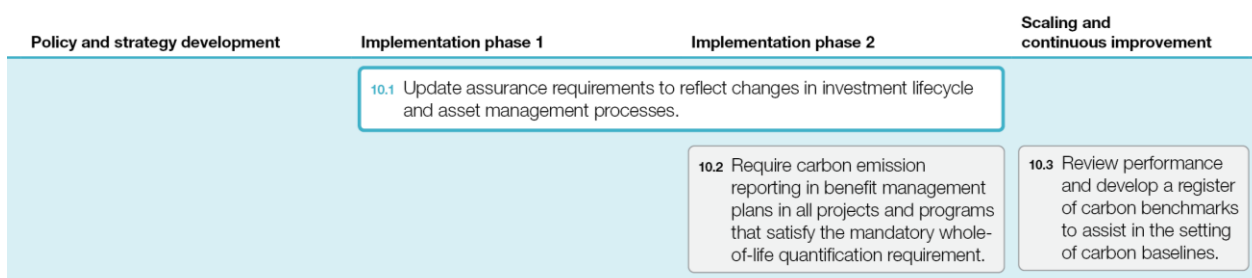 Policy and strategy development
Implementation phase 1
Implementation phase 2
Scaling and
continuous improvement
10.1 Update assurance requirements to reflect changes in investment lifecycle
and asset management processes.
10.2 Require carbon emission
reporting in benefit management
plans in all projects and programs
that satisfy the mandatory whole-
of-life quantification requirement.
10.3 Review performance
and develop a register
of carbon benchmarks
to assist in the setting
of carbon baselines.